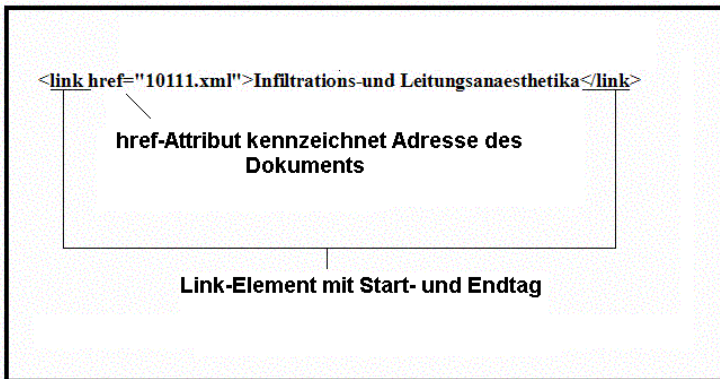 <link href="10111.xml">Infiltrations-und Leitungsanaesthetika</link>
href-Attribut kennzeichnet Adresse des
Dokuments
Link-Element mit Start- und Endtag